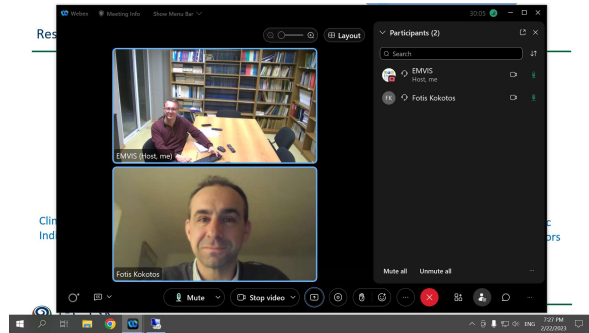 Webex
Meeting Info
Show Menu Bar
30:05
Res
Layout
Participants (2)
Search
EMVIS
Host, me
FK
Fotis Kokotos
EMVIS (Host, me)
Fotis Kokotos
Clin
Indi
c
ors
Mute all
Unmute all
Mute
Stop video
ENG
7:27 PM
2/22/2023